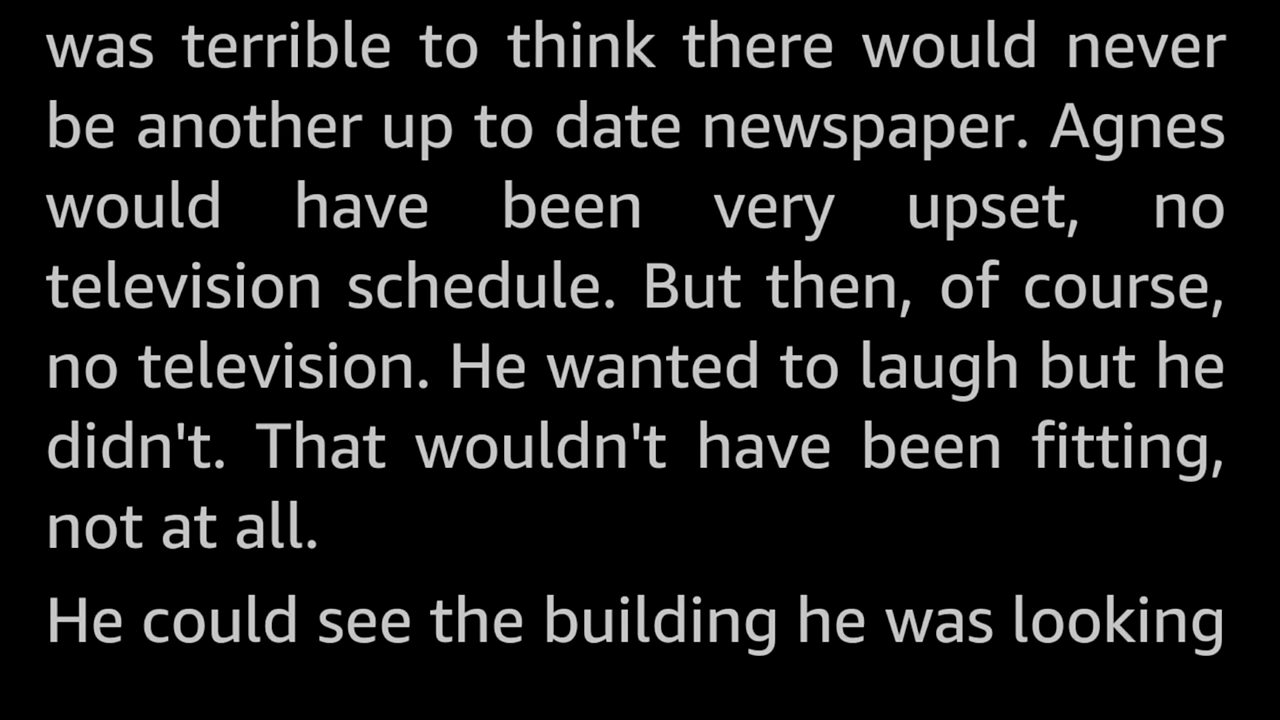 was terrible to think there would never
be another up to date newspaper. Agnes
would have been very upset, no
television schedule. But then, of course,
no television. He wanted to laugh but he
didn't. That wouldn't have been fitting,
not at all.
He could see the building he was looking